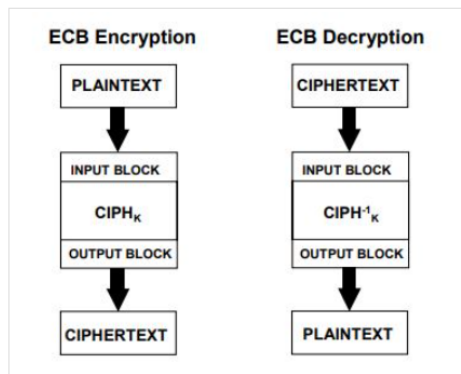 ECB Encryption
PLAINTEXT
INPUT BLOCK
CIPHK
OUTPUT BLOCK
CIPHERTEXT
ECB Decryption
CIPHERTEXT
INPUT BLOCK
CIPH-1K
OUTPUT BLOCK
PLAINTEXT